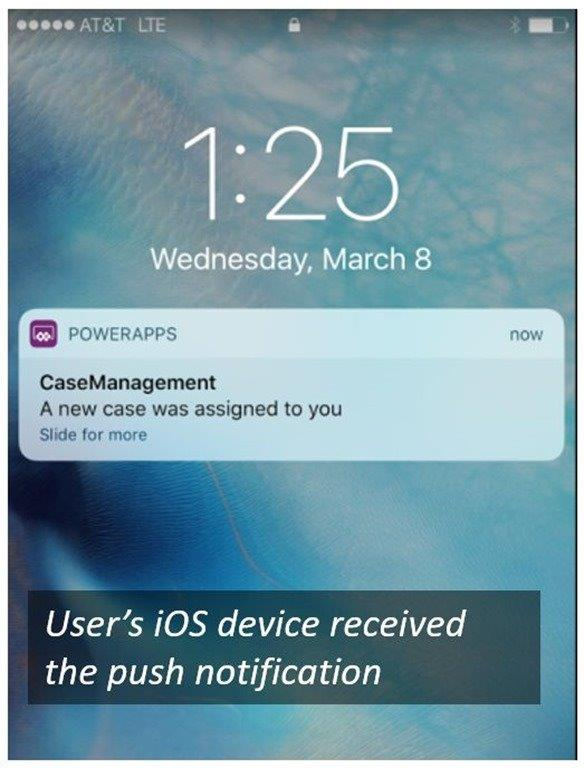 AT&T LTE
1:25
Wednesday, March 8
POWERAPPS now
CaseManagement
A new case was assigned to you
Slide for more
User's iOS device received
the push notification